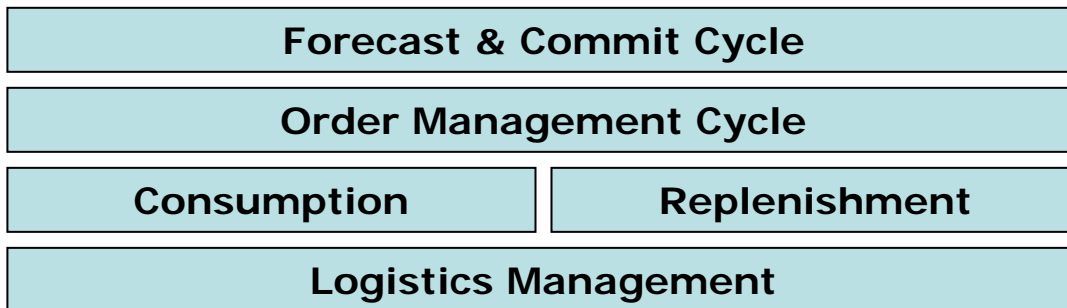 Forecast & Commit Cycle
Order Management Cycle
Consumption
Replenishment
Logistics Management